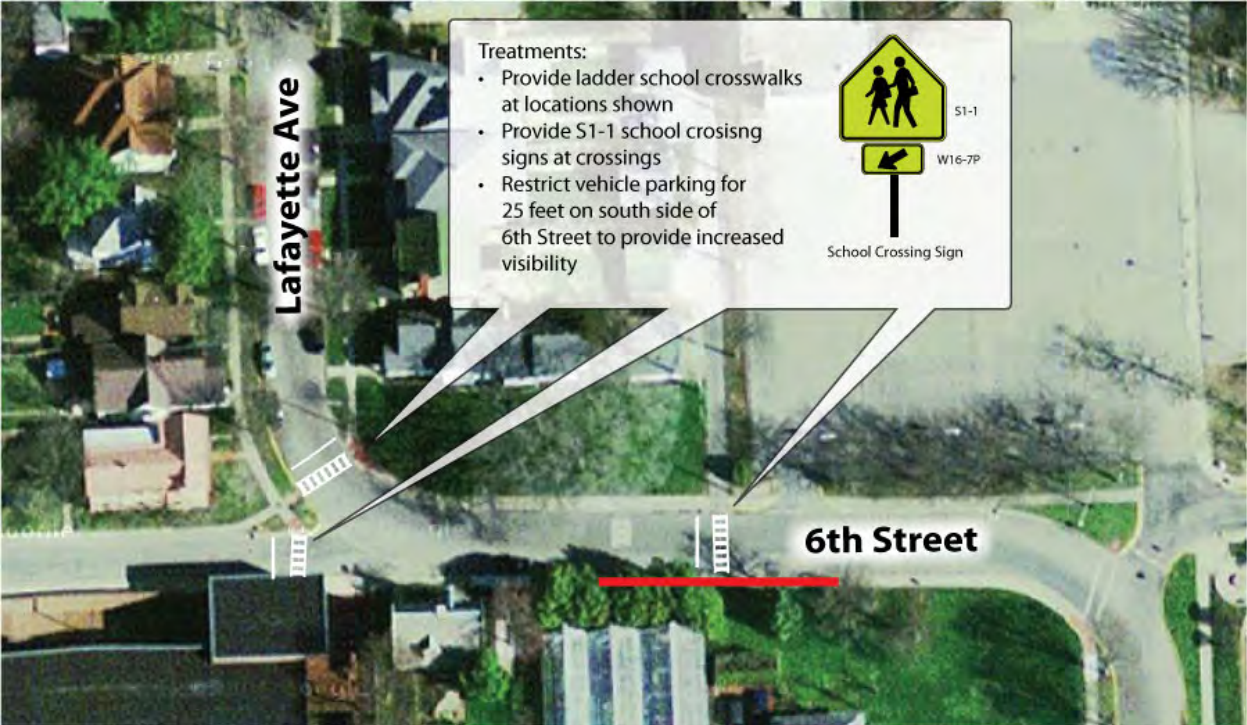 Lafayette Ave
Treatments:
• Provide ladder school crosswalks
at locations shown
• Provide S1-1 school crosisng
signs at crossings
• Restrict vehicle parking for
25 feet on south side of
6th Street to provide increased
visibility
S1-1
W16-7P
School Crossing Sign
6th Street